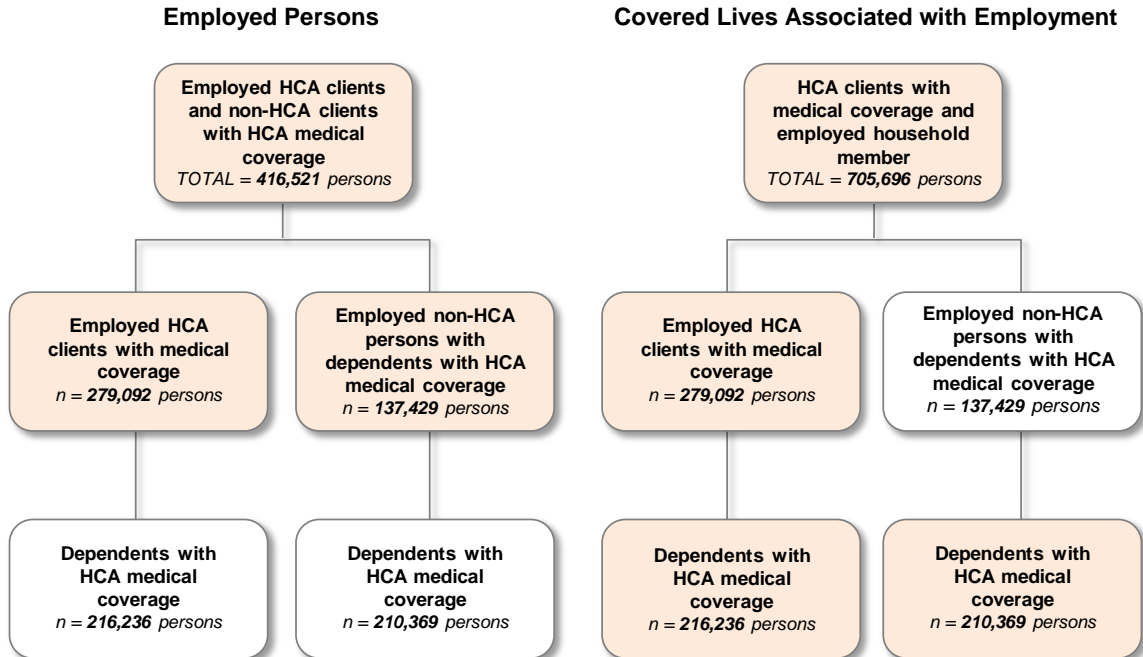 Employed Persons
Employed HCA clients
and non-HCA clients
with HCA medical
coverage
TOTAL = 416,521 persons
Employed HCA
clients with medical
coverage
n = 279,092 persons
Employed non-HCA
persons with
dependents with HCA
medical coverage
n = 137,429 persons
Dependents with
HCA medical
coverage
n = 216,236 persons
Dependents with
HCA medical
coverage
n = 210,369 persons
Covered Lives Associated with Employment
HCA clients with
medical coverage and
employed household
member
TOTAL = 705,696 persons
Employed HCA
clients with medical
coverage
n = 279,092 persons
Employed non-HCA
persons with
dependents with HCA
medical coverage
n = 137,429 persons
Dependents with
HCA medical
coverage
n = 216,236 persons
Dependents with
HCA medical
coverage
n = 210,369 persons